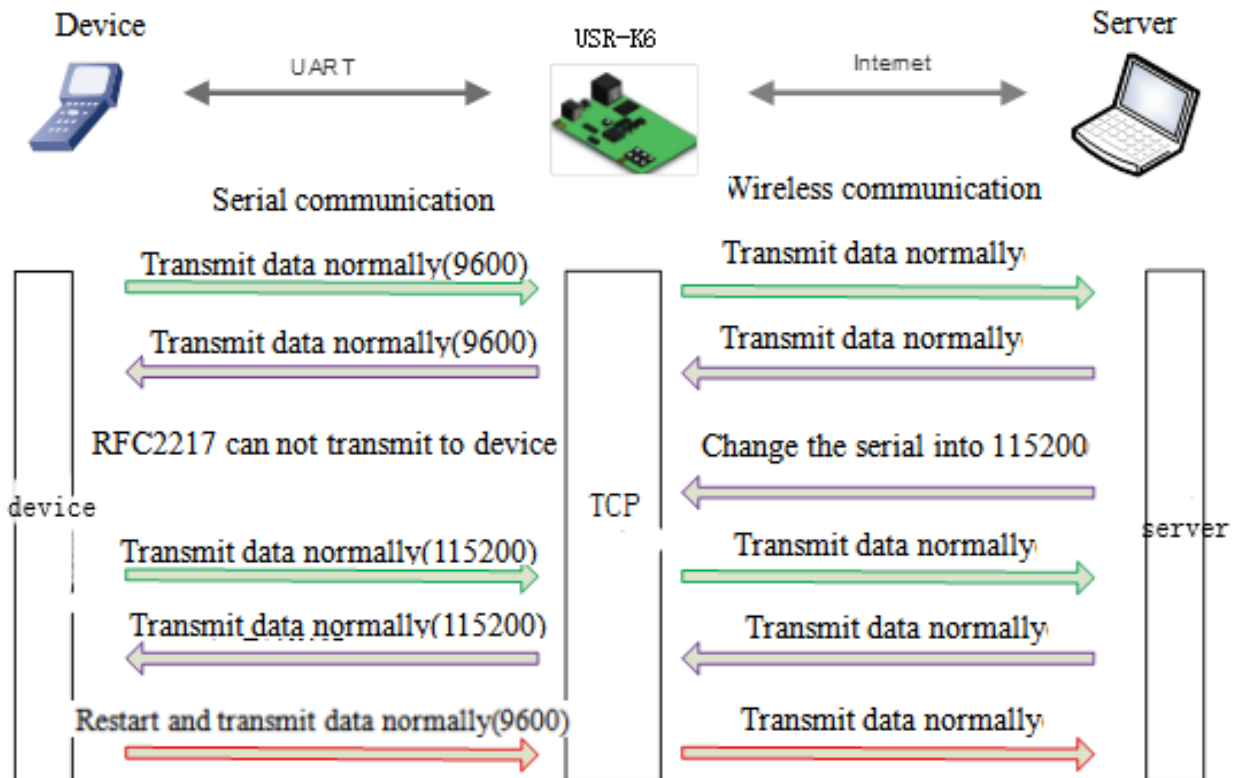 Device
USR-K6
Server
UART
Internet
Serial communication
Wireless communication
Transmit data normally(9600)
Transmit data normally
Transmit data normally(9600)
Transmit data normally
RFC2217 can not transmit to device
Change the serial into 115200
device
TCP
server
Transmit data normally(115200)
Transmit data normally
Transmit data normally(115200)
Transmit data normally
Restart and transmit data normally(9600)
Transmit data normally